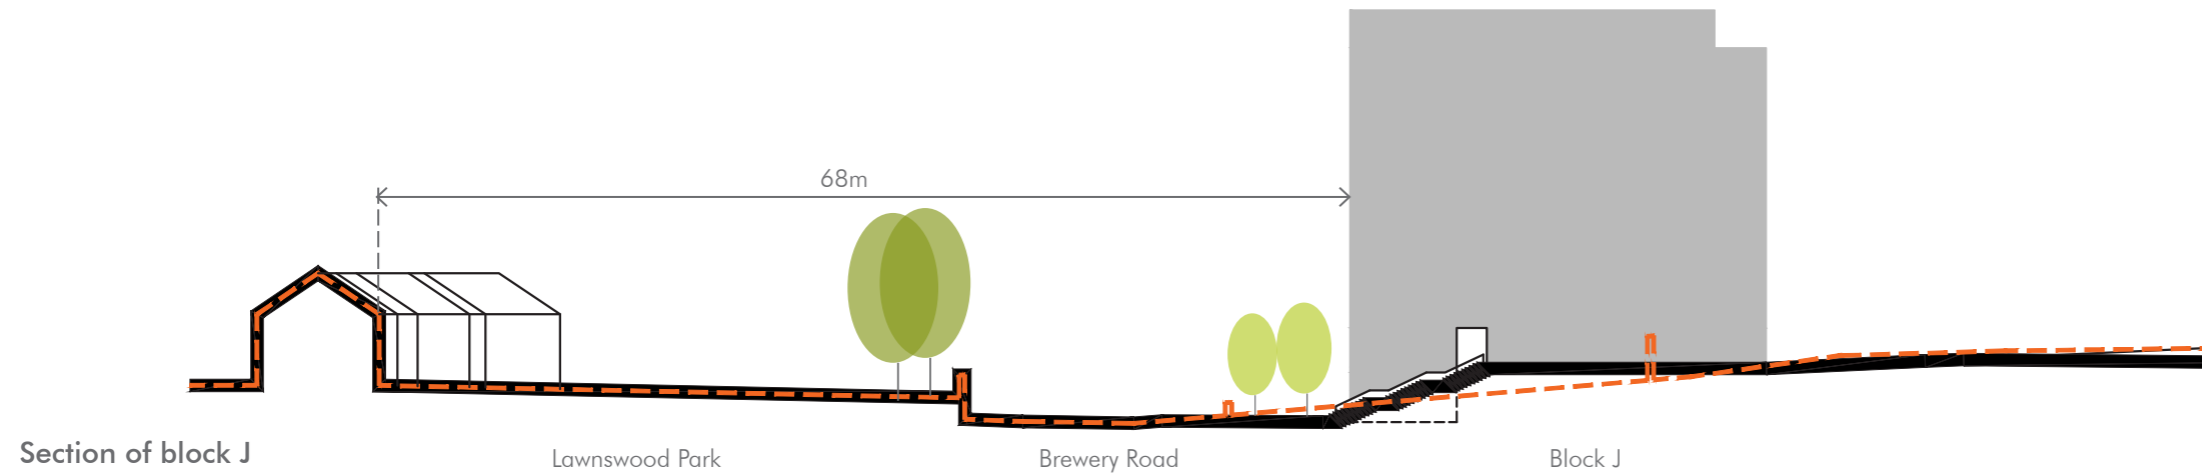 68m
Section of block J
Lawnswood Park
Brewery Road
Block J